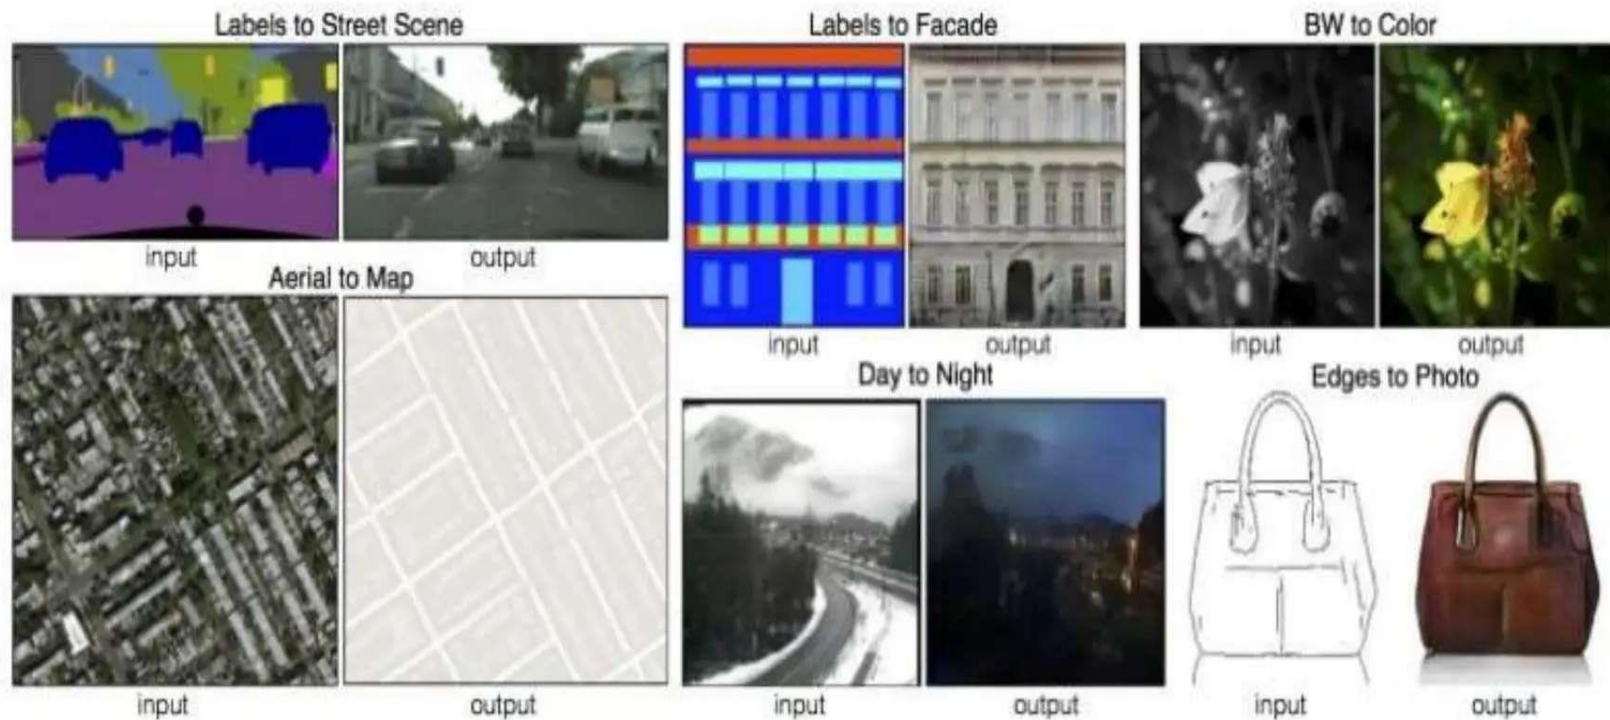 Labels to Street Scene
input
output
Aerial to Map
input
output
Labels to Facade
input
output
BW to Color
input
output
Day to Night
input
output
Edges to Photo
input
output